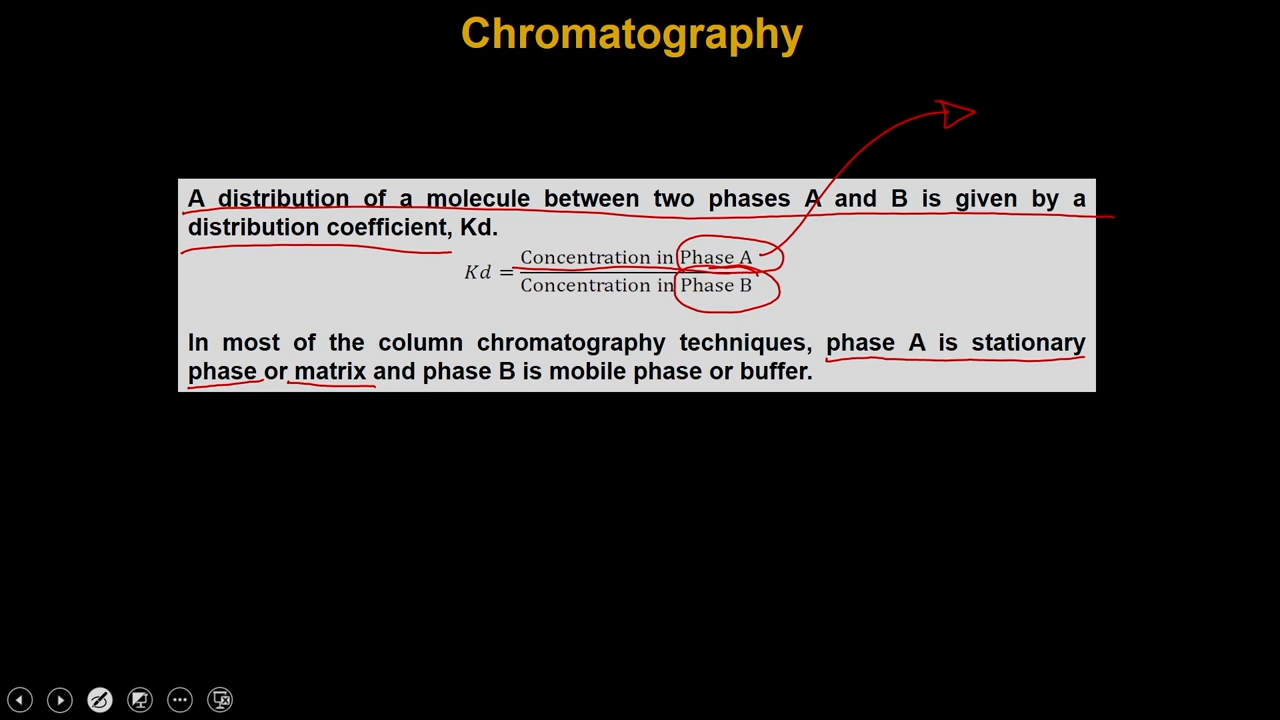 Chromatography
A distribution of a molecule between two phases A and B is given by a
distribution coefficient, Kd.
Kd = Concentration in Phase A
Concentration in Phase B
In most of the column chromatography techniques, phase A is stationary
phase or matrix and phase B is mobile phase or buffer.